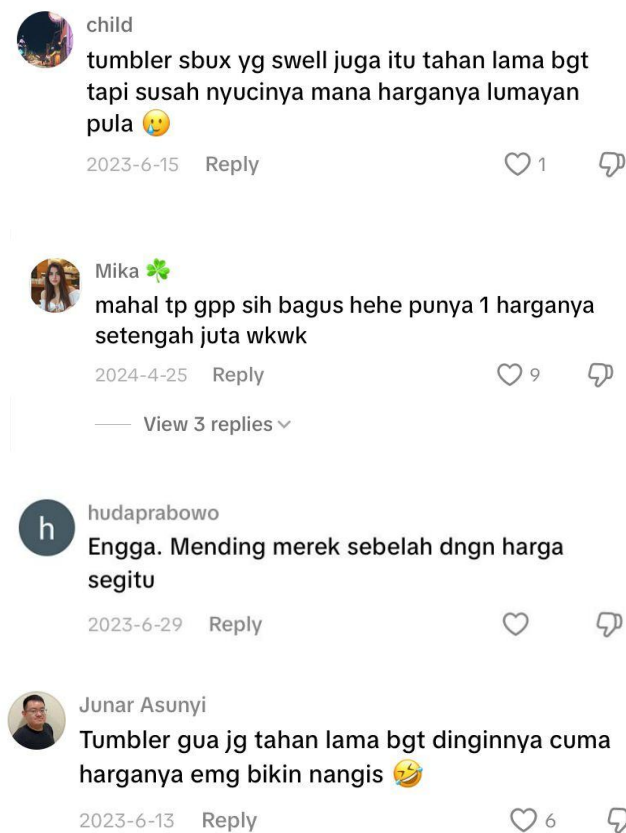 child
tumbler sbux yg swell juga itu tahan lama bgt
tapi susah nyucinya mana harganya lumayan
pula 🥲
2023-6-15 Reply 1
Mika ☘️
mahal tp gpp sih bagus hehe punya 1 harganya
setengah juta wkwk
2024-4-25 Reply 9
View 3 replies
h
hudaprabowo
Engga. Mending merek sebelah dngn harga
segitu
2023-6-29 Reply
Junar Asunyi
Tumbler gua jg tahan lama bgt dinginnya cuma
harganya emg bikin nangis 🤣
2023-6-13 Reply 6